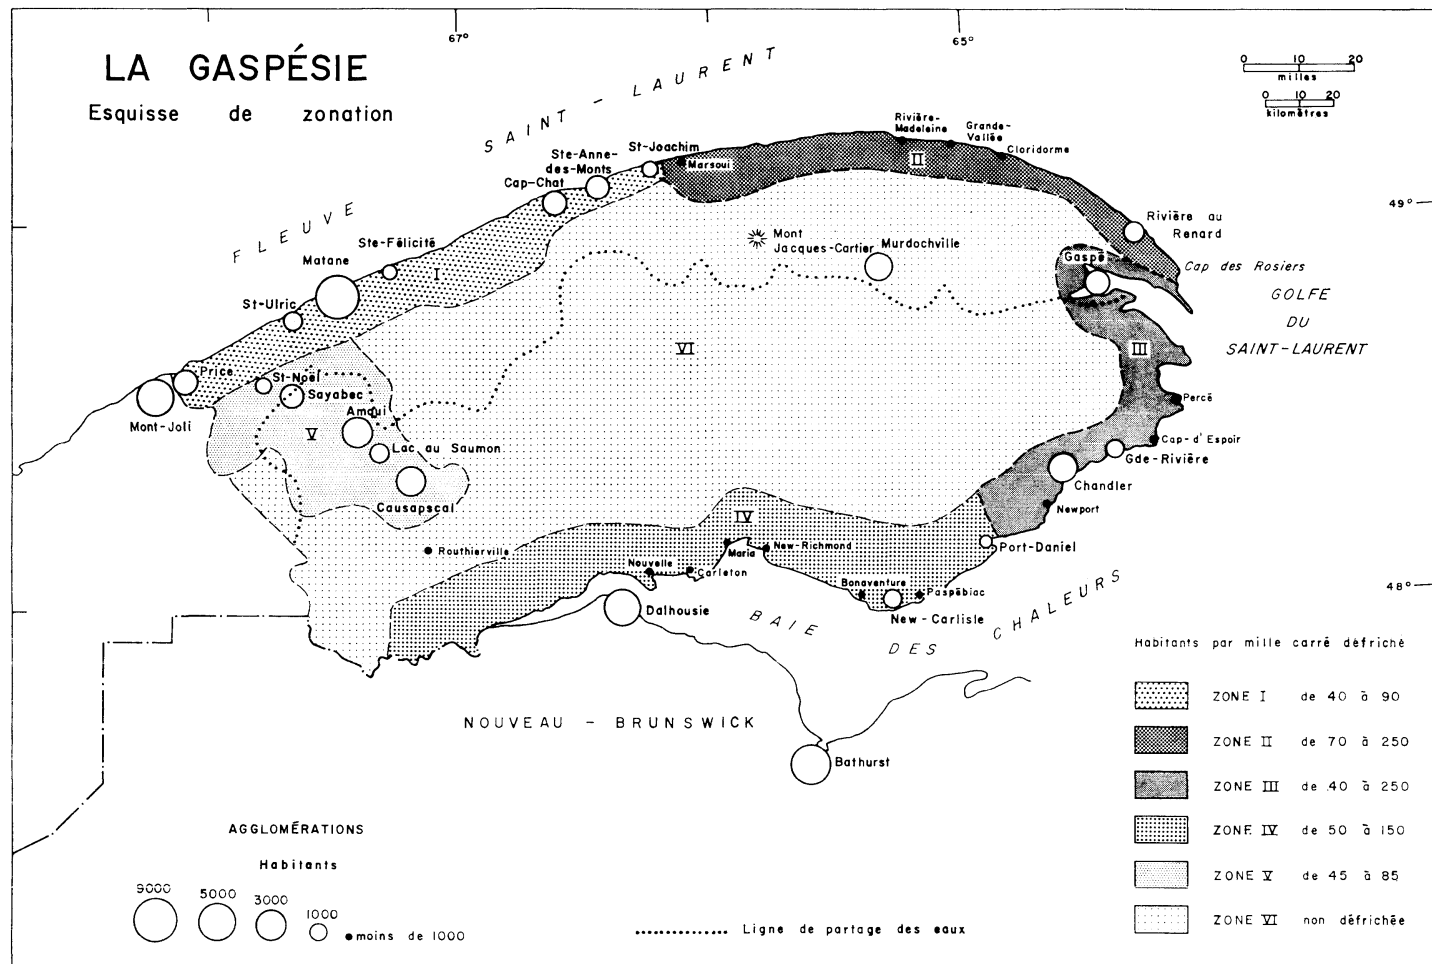 67°
65°
LA GASPÉSIE
Esquisse de zonation
SAINT-LAURENT
0 10 20
milles
0 10 20
kilomètres
FLEUVE
Rivière-
Madeleine
Grande-
Vallée
Cloridorme
St-Joachim
Marsoui
Ste-Anne-
des-Monts
Cap-Chat
II
49°
Rivière au
Renard
Ste-Félicité
Matane
I
St-Ulric
Mont
Jacques-Cartier
Murdochville
Gaspé
Cap des Rosiers
GOLFE
DU
SAINT-LAURENT
III
VI
Price
Mont-Joli
St-Noël
Sayabec
Amqui
V
Lac au Saumon
Causapscal
Percé
Cap-d'Espoir
Gde-Rivière
Chandler
Newport
Port-Daniel
IV
Routhierville
Maria
New-Richmond
Nouvelle
Carleton
Bonaventure
Paspébiac
New-Carlisle
Dalhousie
48°
BAIE DES CHALEURS
NOUVEAU-BRUNSWICK
Bathurst
Habitants par mille carré défriché
ZONE I de 40 à 90
ZONE II de 70 à 250
ZONE III de 40 à 250
ZONE IV de 50 à 150
ZONE V de 45 à 85
ZONE VI non défrichée
AGGLOMÉRATIONS
Habitants
9000 5000 3000 1000
moins de 1000
Ligne de partage des eaux